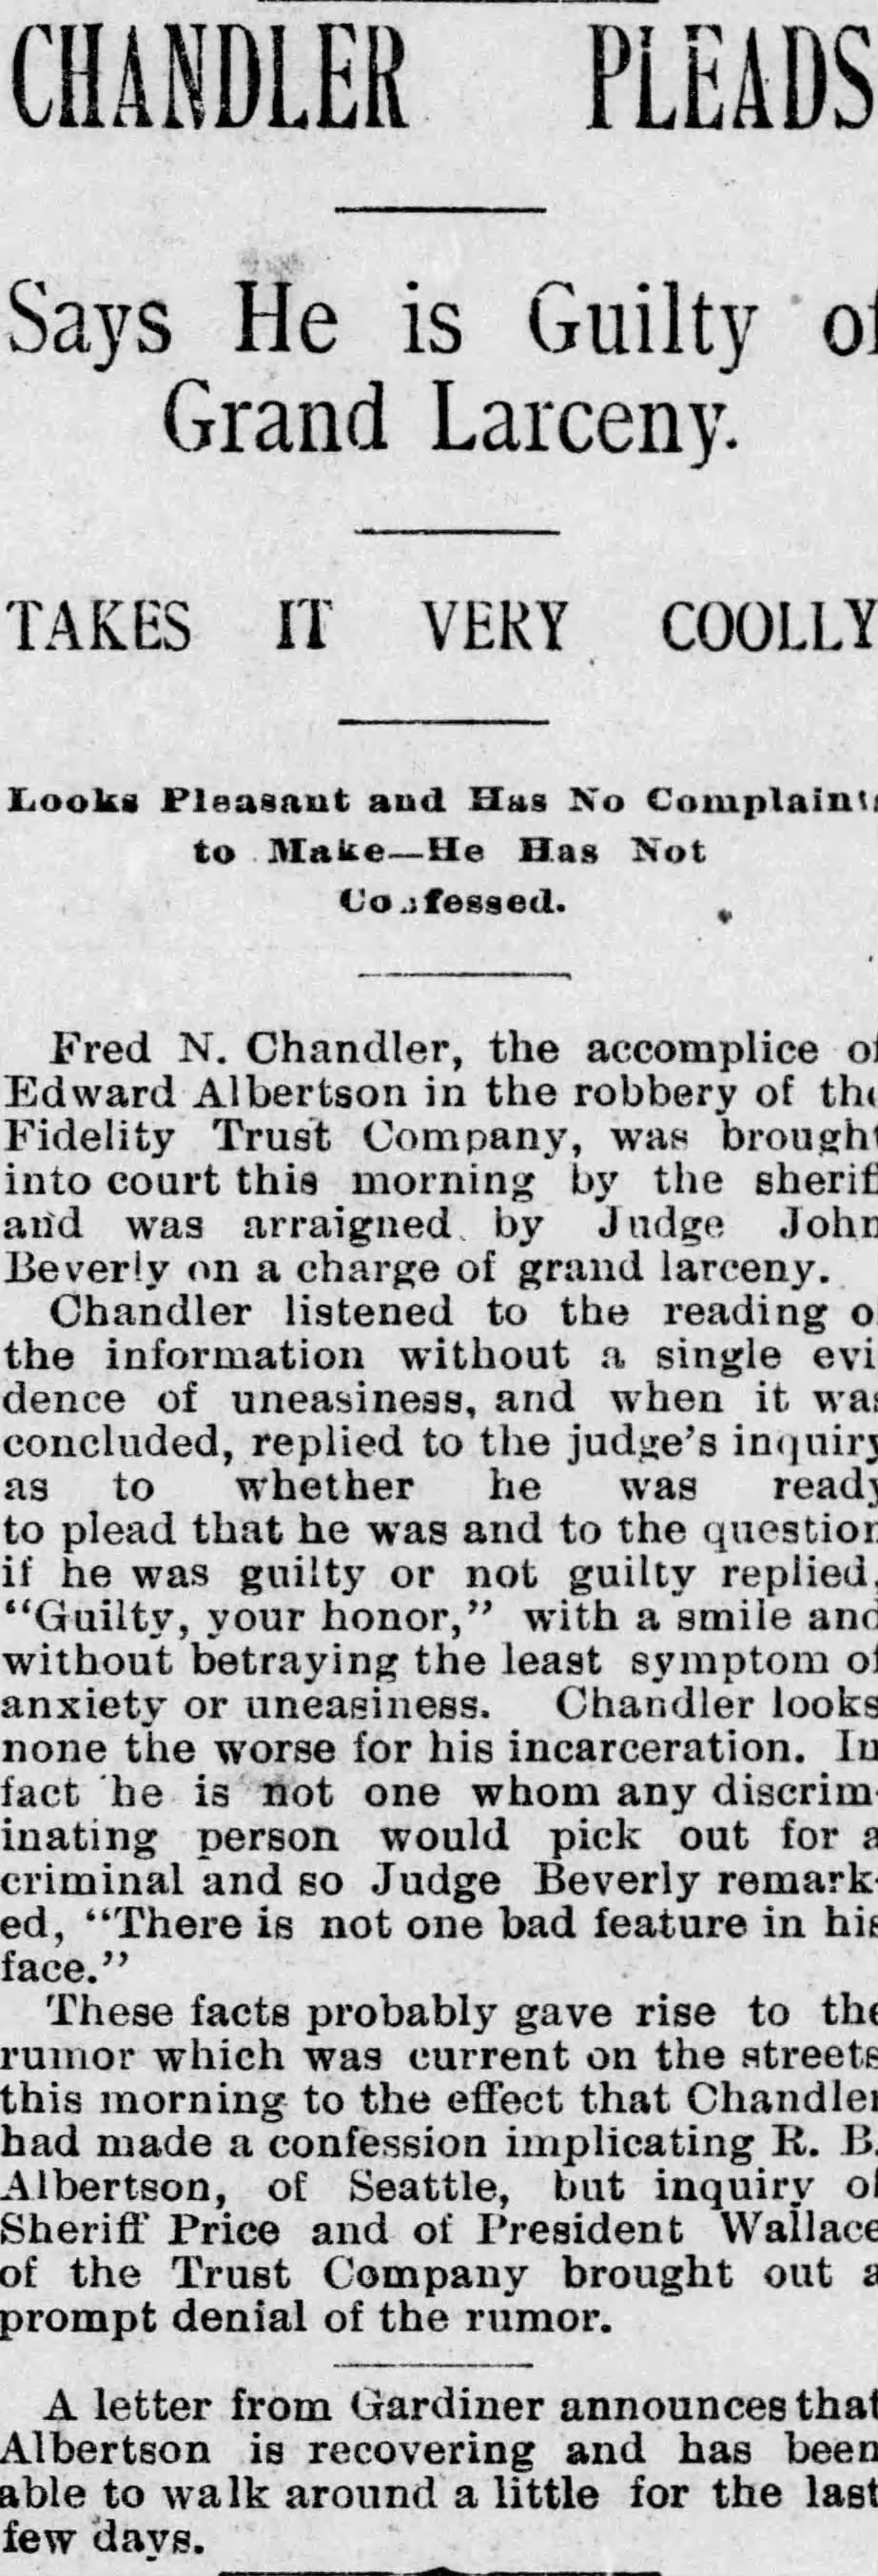 CHANDLER PLEADS
Says He is Guilty of
Grand Larceny.
TAKES IT VERY COOLLY
Looks Pleasant and Has No Complaints
to Make—He Has Not
Confessed.
Fred N. Chandler, the accomplice of
Edward Albertson in the robbery of the
Fidelity Trust Company, was brought
into court this morning by the sheriff
and was arraigned by Judge John
Beverly on a charge of grand larceny.
Chandler listened to the reading of
the information without a single evi-
dence of uneasiness, and when it was
concluded, replied to the judge's inquiry
as to whether he was ready
to plead that he was and to the question
if he was guilty or not guilty replied,
"Guilty, your honor," with a smile and
without betraying the least symptom of
anxiety or uneasiness. Chandler looks
none the worse for his incarceration. In
fact he is not one whom any discrim-
inating person would pick out for a
criminal and so Judge Beverly remark-
ed, "There is not one bad feature in his
face."
These facts probably gave rise to the
rumor which was current on the streets
this morning to the effect that Chandler
had made a confession implicating R. B.
Albertson, of Seattle, but inquiry of
Sheriff Price and of President Wallace
of the Trust Company brought out a
prompt denial of the rumor.
A letter from Gardiner announces that
Albertson is recovering and has been
able to walk around a little for the last
few days.